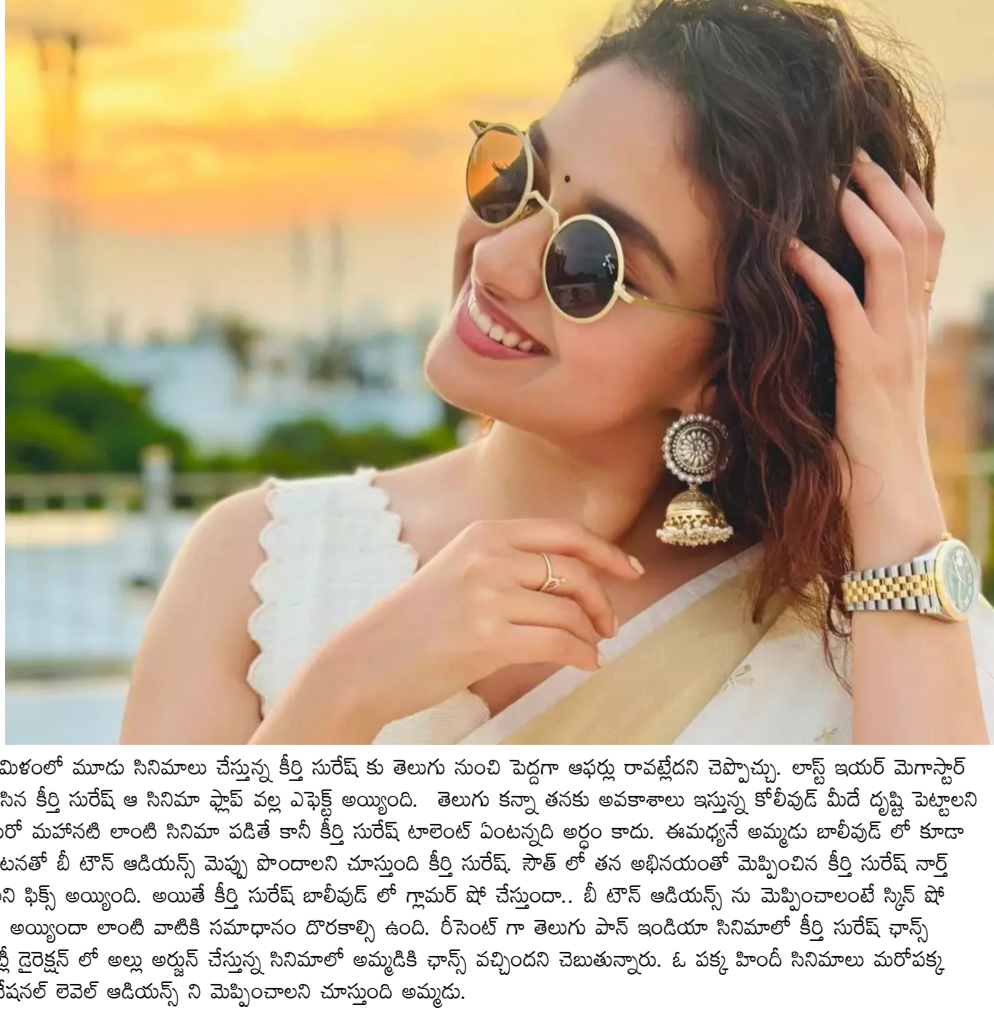 మిళంలో మూడు సినిమాలు చేస్తున్న కీర్తి సురేష్ కు తెలుగు నుంచి పెద్దగా ఆఫర్లు రావట్లేదని చెప్పొచ్చు. లాస్ట్ ఇయర్ మెగాస్టార్
సిన కీర్తి సురేష్ ఆ సినిమా ఫ్లాప్ వల్ల ఎఫెక్ట్ అయ్యింది. తెలుగు కన్నా తనకు అవకాశాలు ఇస్తున్న కోలీవుడ్ మీదే దృష్టి పెట్టాలని
రో మహానటి లాంటి సినిమా పడితే కానీ కీర్తి సురేష్ టాలెంట్ ఏంటన్నది అర్ధం కాదు. ఈమధ్యనే అమ్మడు బాలీవుడ్ లో కూడా
టనతో బీ టౌన్ ఆడియన్స్ మెప్పు పొందాలని చూస్తుంది కీర్తి సురేష్. సౌత్ లో తన అభినయంతో మెప్పించిన కీర్తి సురేష్ నార్త్
ని ఫిక్స్ అయ్యింది. అయితే కీర్తి సురేష్ బాలీవుడ్ లో గ్లామర్ షో చేస్తుందా.. బీ టౌన్ ఆడియన్స్ ను మెప్పించాలంటే స్కిన్ షో
అయ్యిందా లాంటి వాటికి సమాధానం దొరకాల్సి ఉంది. రీసెంట్ గా తెలుగు పాన్ ఇండియా సినిమాలో కీర్తి సురేష్ ఛాన్స్
డైరెక్షన్ లో అల్లు అర్జున్ చేస్తున్న సినిమాలో అమ్మడికి ఛాన్స్ వచ్చిందని చెబుతున్నారు. ఓ పక్క హిందీ సినిమాలు మరోపక్క
నేషనల్ లెవెల్ ఆడియన్స్ ని మెప్పించాలని చూస్తుంది అమ్మడు.